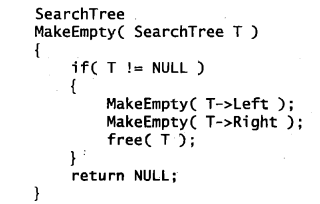 SearchTree
MakeEmpty( SearchTree T )
{
if( T != NULL )
{
MakeEmpty( T->Left );
MakeEmpty( T->Right );
free( T );
}
return NULL;
}